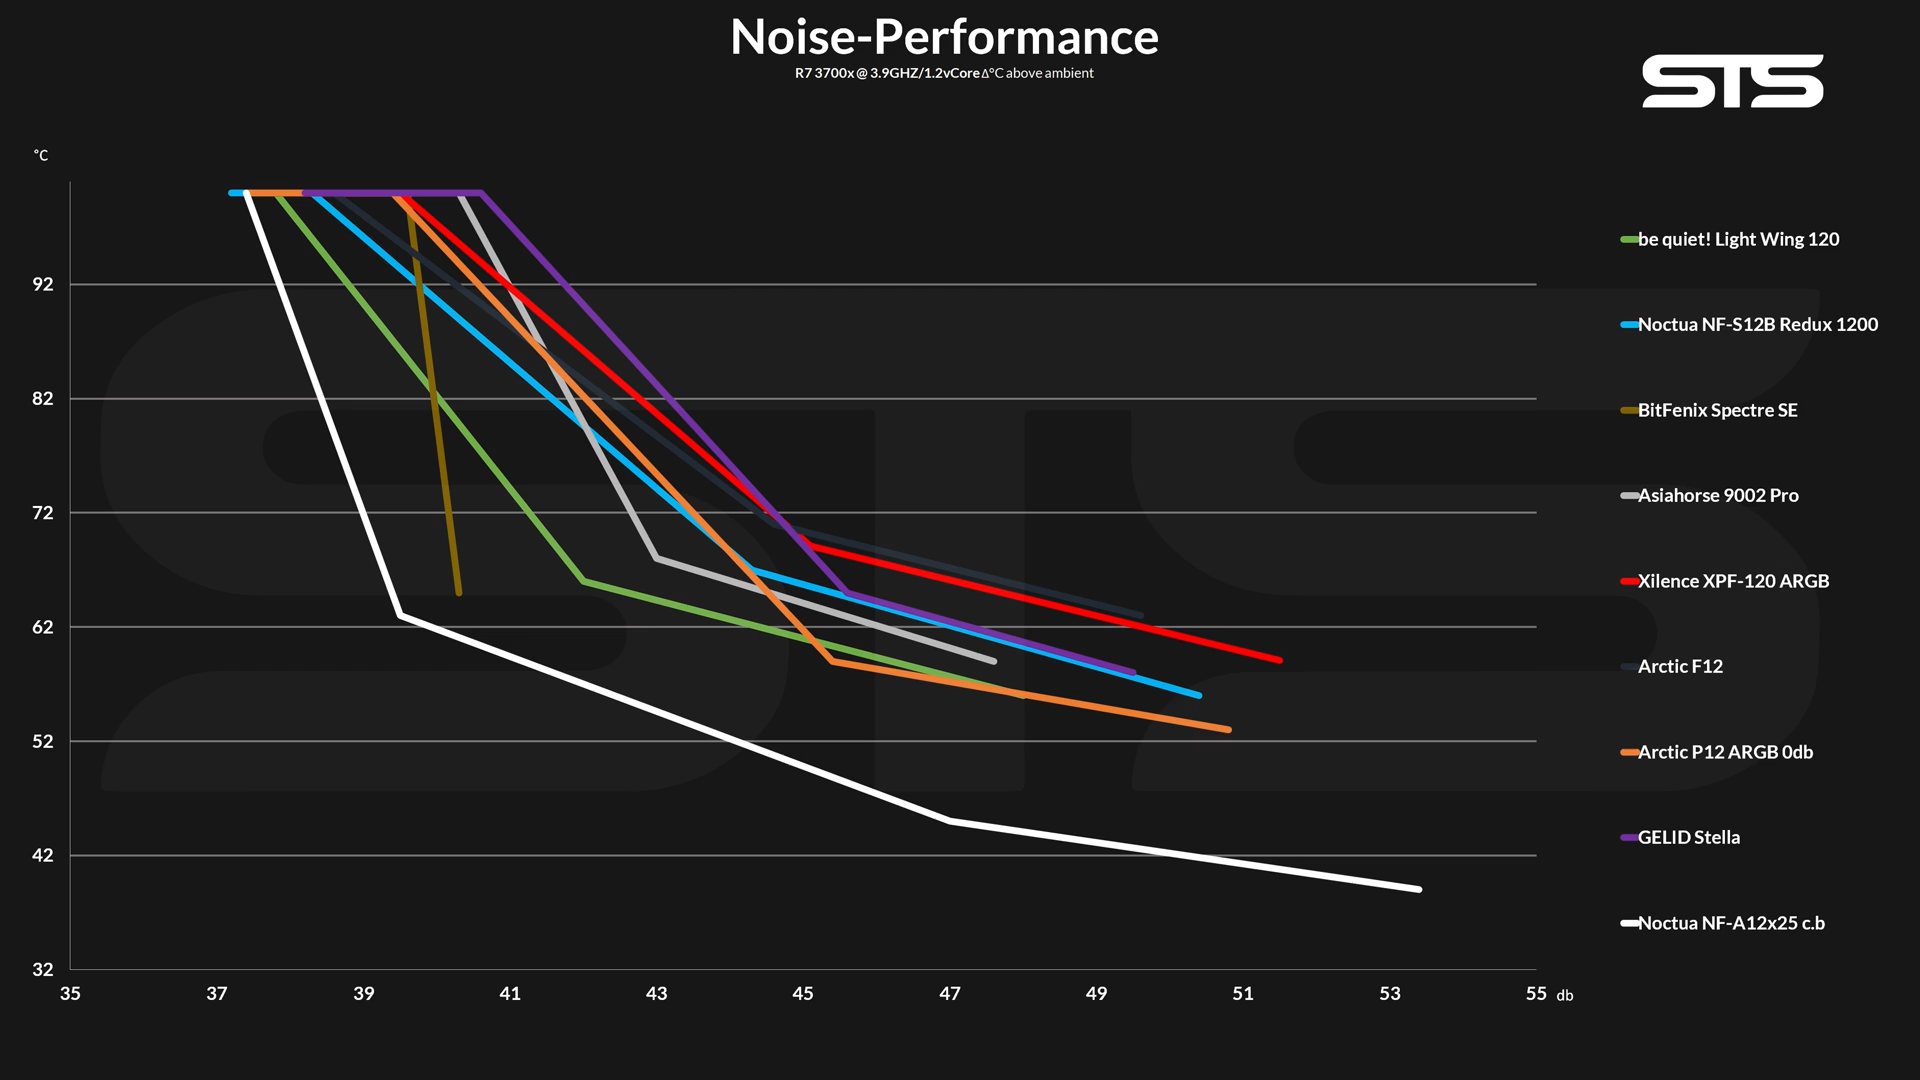 Noise-Performance
R7 3700x @ 3.9GHZ/1.2vCore Δ°C above ambient
STS
°C
92
82
72
62
52
42
32
35 37 39 41 43 45 47 49 51 53 55 db
be quiet! Light Wing 120
Noctua NF-S12B Redux 1200
BitFenix Spectre SE
Asiahorse 9002 Pro
Xilence XPF-120 ARGB
Arctic F12
Arctic P12 ARGB 0db
GELID Stella
Noctua NF-A12x25 c.b